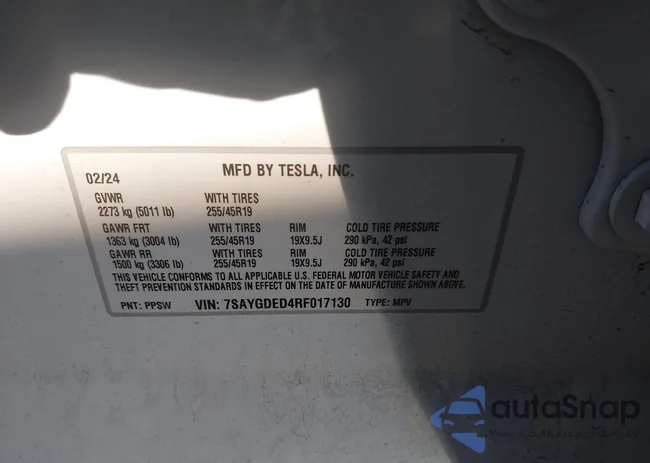 02/24 MFD BY TESLA, INC.
GVWR WITH TIRES
2273 kg (5011 lb) 255/45R19
GAWR FRT WITH TIRES RIM COLD TIRE PRESSURE
1363 kg (3004 lb) 255/45R19 19X9.5J 290 kPa, 42 psi
GAWR RR WITH TIRES RIM COLD TIRE PRESSURE
1500 kg (3306 lb) 255/45R19 19X9.5J 290 kPa, 42 psi
THIS VEHICLE CONFORMS TO ALL APPLICABLE U.S. FEDERAL MOTOR VEHICLE SAFETY AND
THEFT PREVENTION STANDARDS IN EFFECT ON THE DATE OF MANUFACTURE SHOWN ABOVE.
PNT: PPSW VIN: 7SAYGDED4RF017130 TYPE: MPV
autaSnap